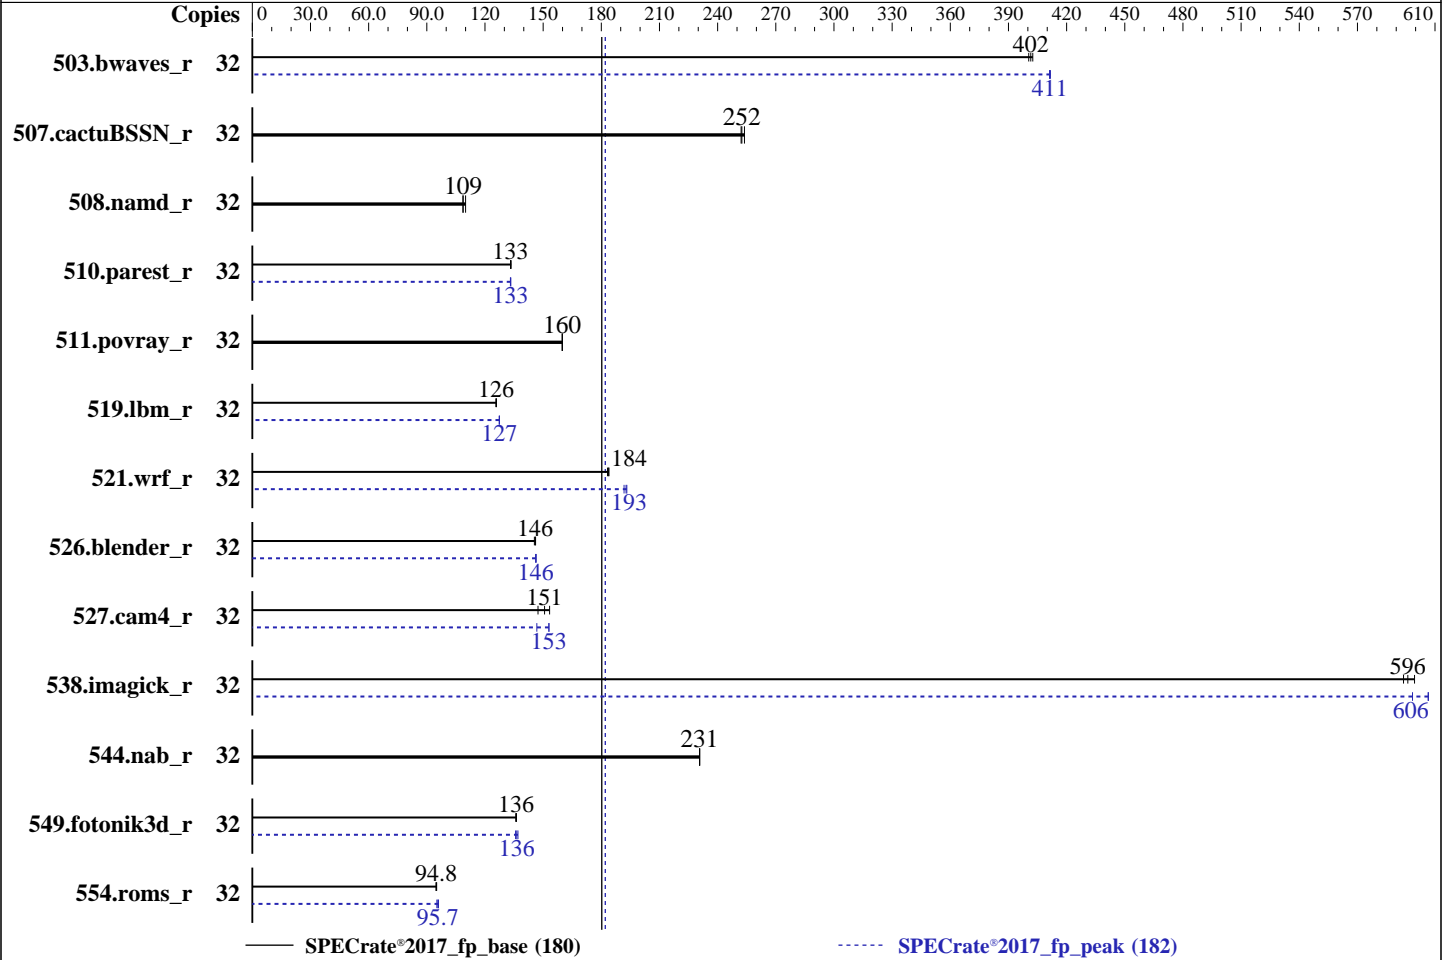 Copies 0 30.0 60.0 90.0 120 150 180 210 240 270 300 330 360 390 420 450 480 510 540 570 610
503.bwaves_r 32 402
411
507.cactuBSSN_r 32 252
508.namd_r 32 109
510.parest_r 32 133
133
511.povray_r 32 160
519.lbm_r 32 126
127
521.wrf_r 32 184
193
526.blender_r 32 146
146
527.cam4_r 32 151
153
538.imagick_r 32 596
606
544.nab_r 32 231
549.fotonik3d_r 32 136
136
554.roms_r 32 94.8
95.7
SPECrate®2017_fp_base (180) SPECrate®2017_fp_peak (182)